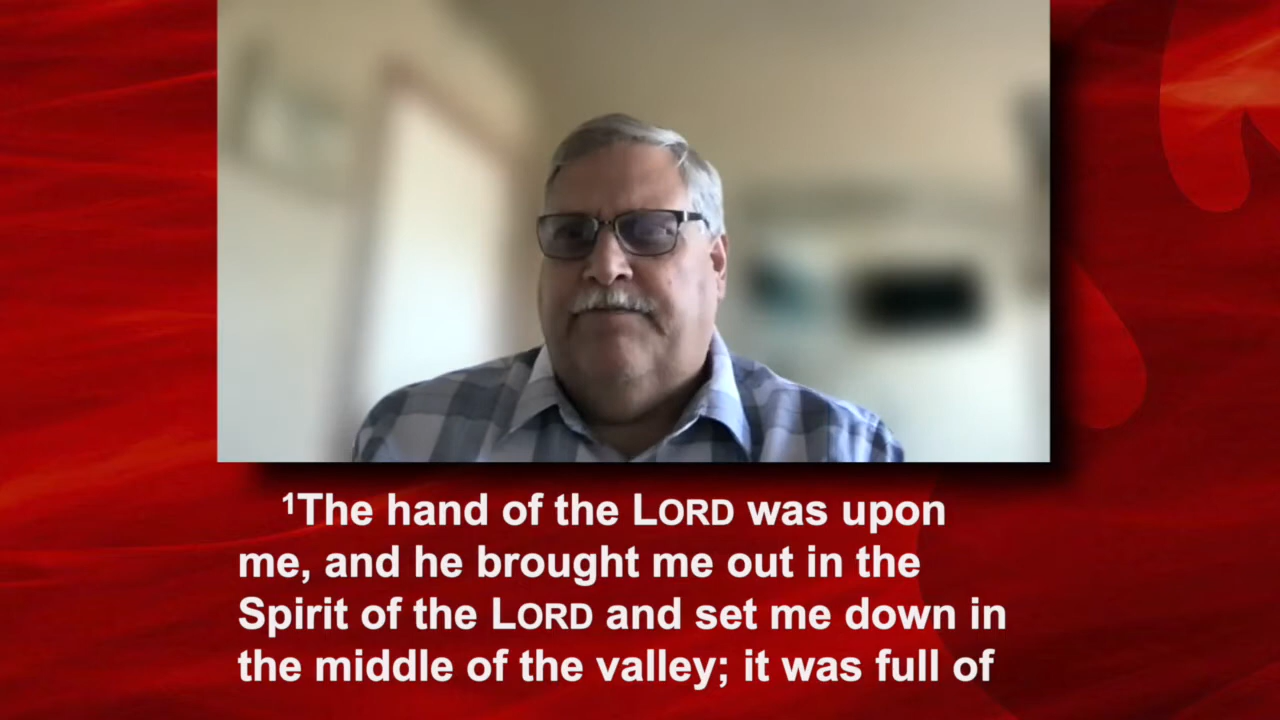 ¹The hand of the LORD was upon
me, and he brought me out in the
Spirit of the LORD and set me down in
the middle of the valley; it was full of